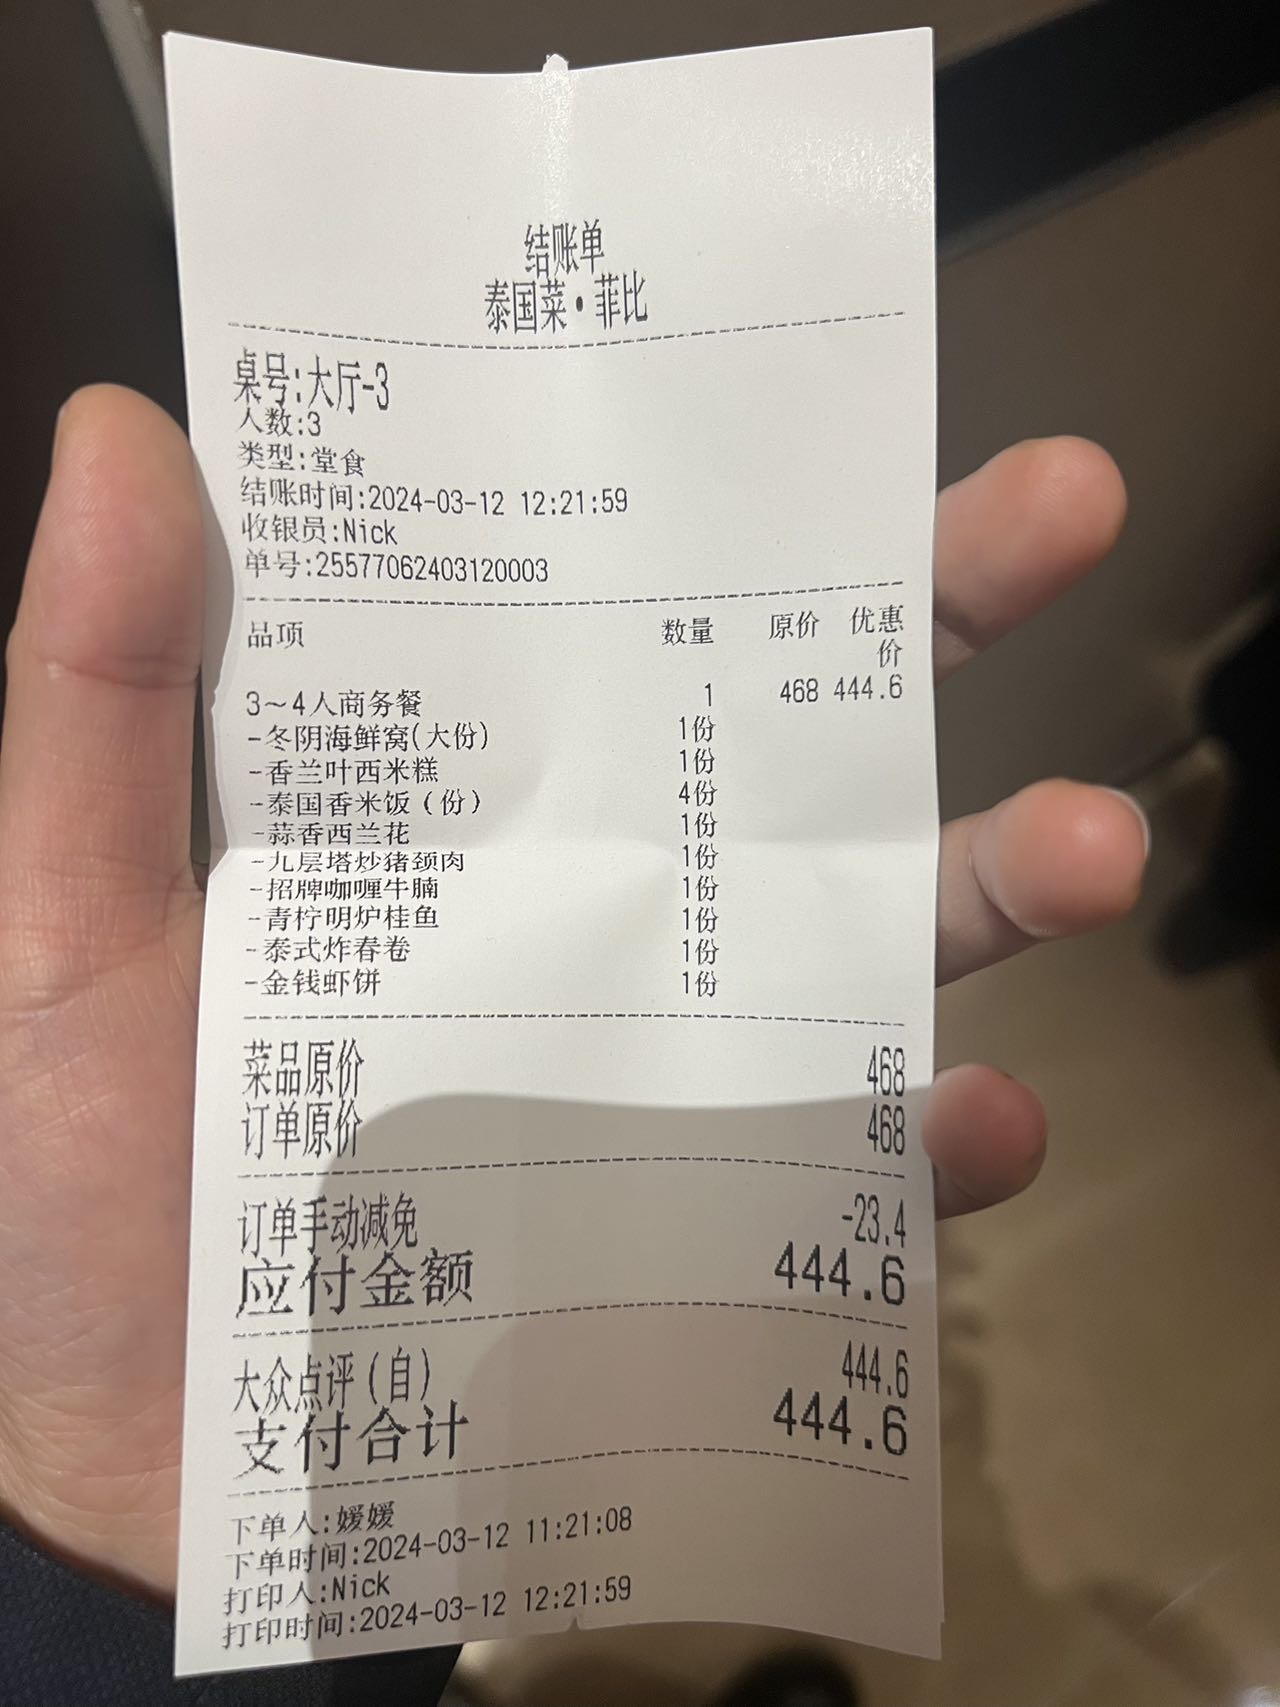 结账单
泰国菜·菲比
桌号:大厅-3
人数:3
类型:堂食
结账时间:2024-03-12 12:21:59
收银员:Nick
单号:25577062403120003
品项 数量 原价 优惠价
3~4人商务餐 1 468 444.6
-冬阴海鲜窝(大份) 1份
-香兰叶西米糕 1份
-泰国香米饭(份) 4份
-蒜香西兰花 1份
-九层塔炒猪颈肉 1份
-招牌咖喱牛腩 1份
-青柠明炉桂鱼 1份
-泰式炸春卷 1份
-金钱虾饼 1份
菜品原价 468
订单原价 468
订单手动减免 -23.4
应付金额 444.6
大众点评(自) 444.6
支付合计 444.6
下单人:媛媛
下单时间:2024-03-12 11:21:08
打印人:Nick
打印时间:2024-03-12 12:21:59